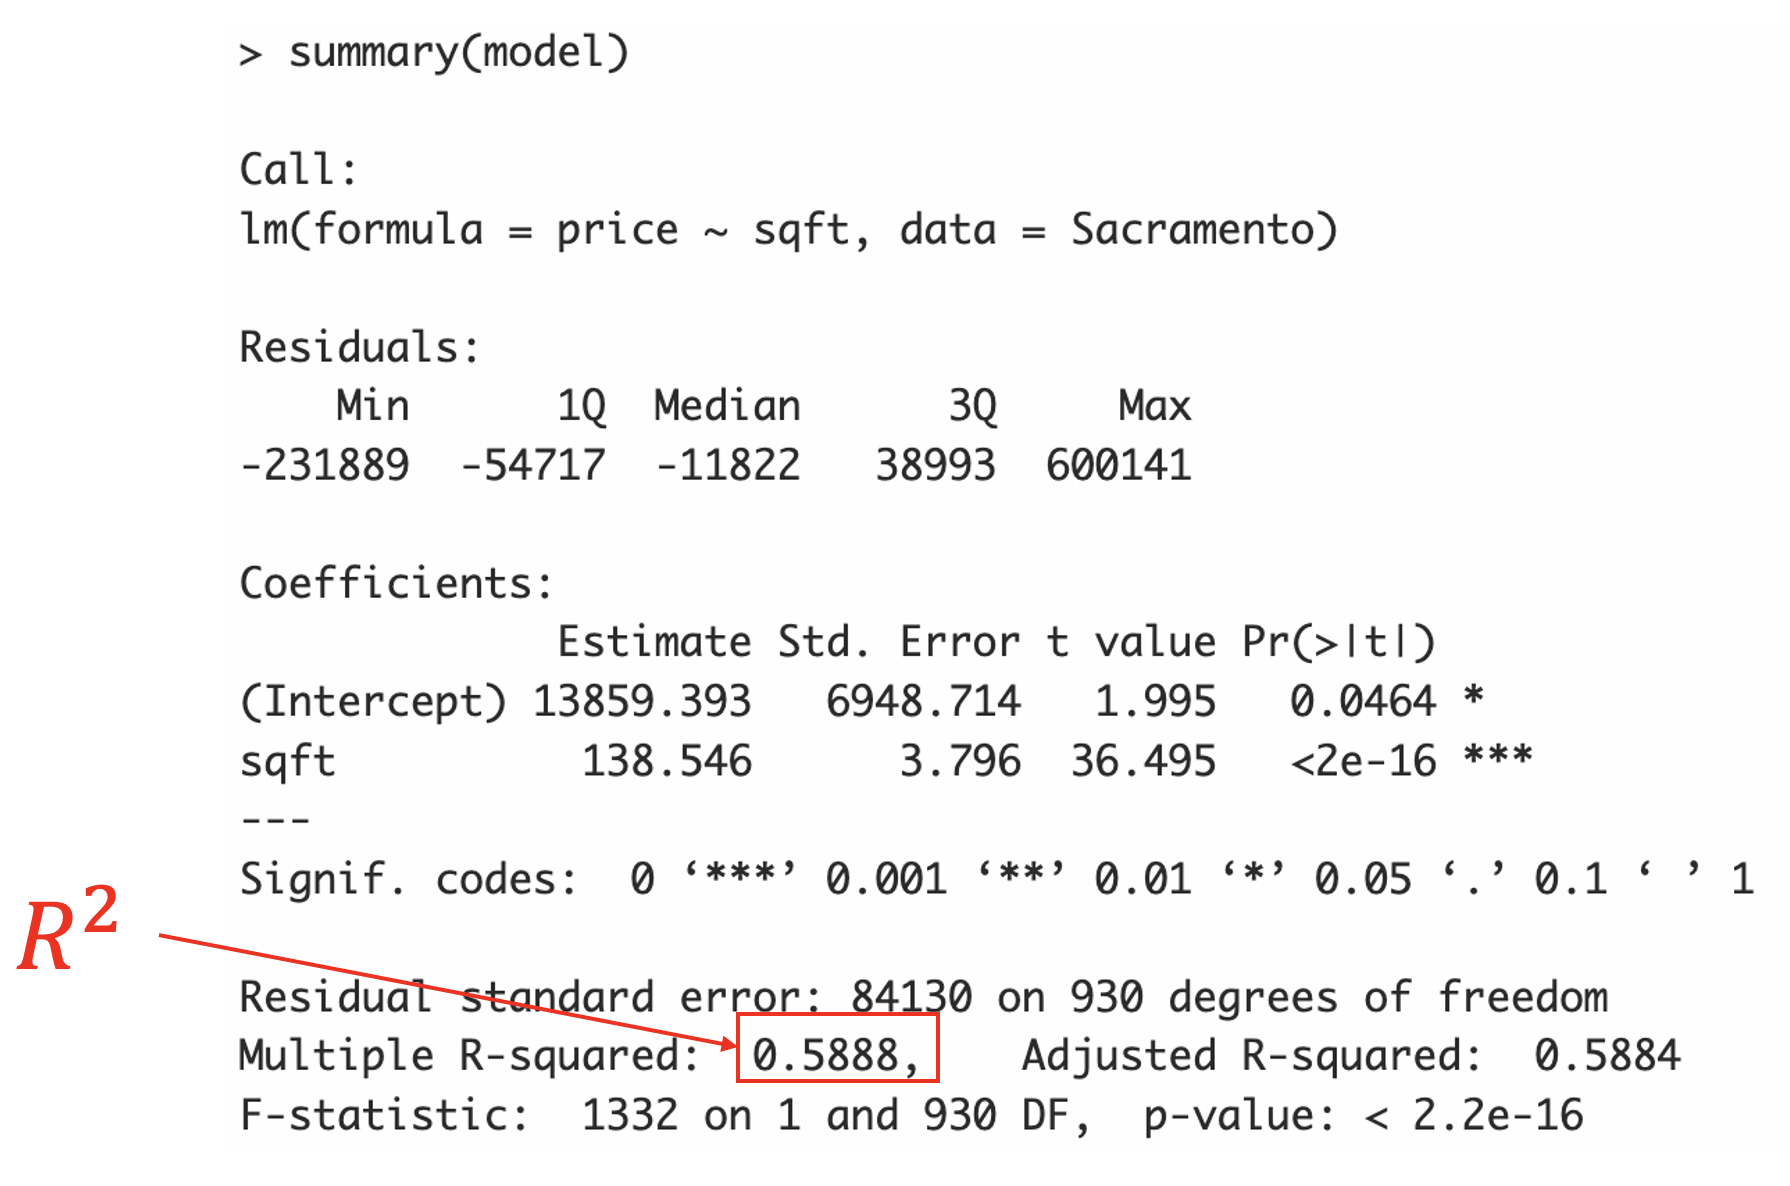 > summary(model)
Call:
lm(formula = price ~ sqft, data = Sacramento)
Residuals:
    Min      1Q  Median      3Q     Max
-231889  -54717  -11822   38993  600141
Coefficients:
             Estimate Std. Error t value Pr(>|t|)
(Intercept) 13859.393   6948.714   1.995   0.0464 *
sqft          138.546      3.796  36.495   <2e-16 ***
---
Signif. codes:  0 ‘***’ 0.001 ‘**’ 0.01 ‘*’ 0.05 ‘.’ 0.1 ‘ ’ 1
R²
Residual standard error: 84130 on 930 degrees of freedom
Multiple R-squared:  0.5888,    Adjusted R-squared:  0.5884
F-statistic:  1332 on 1 and 930 DF,  p-value: < 2.2e-16